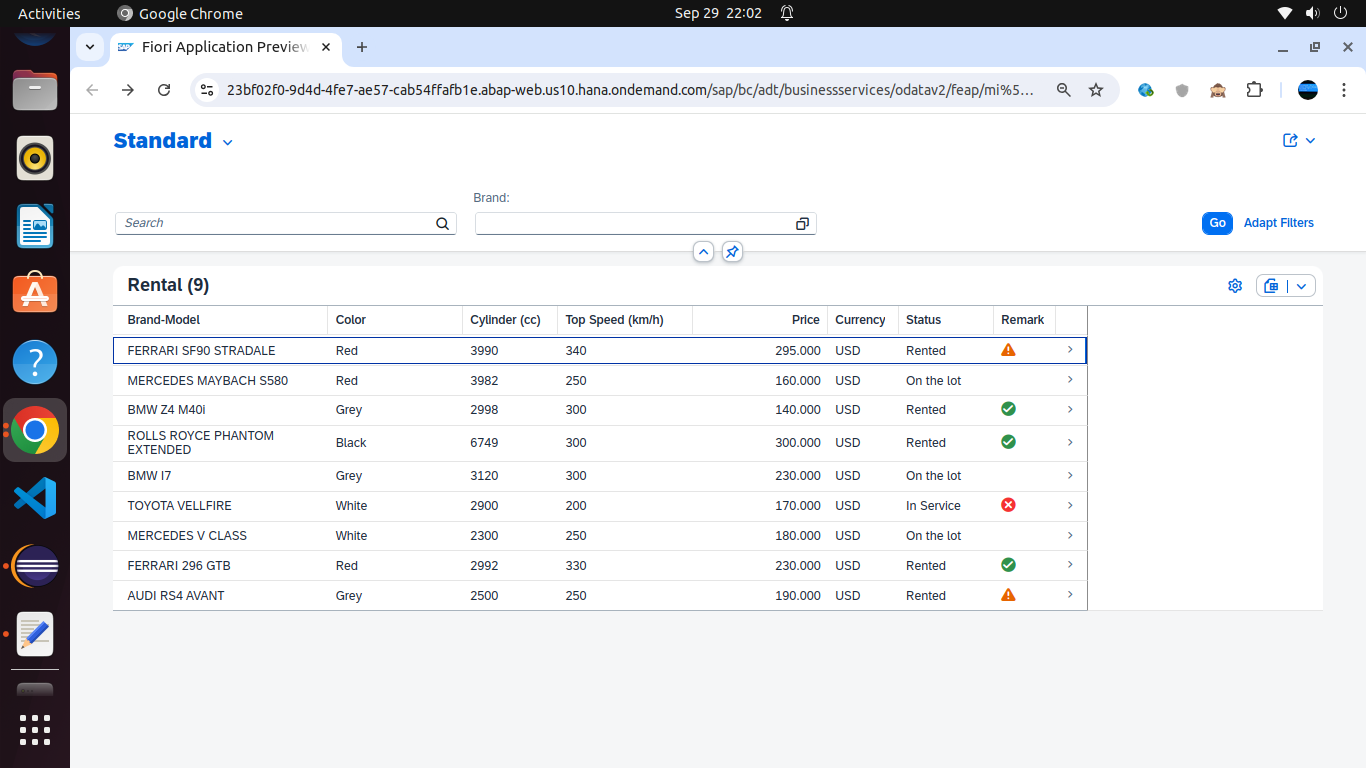 Activities Google Chrome Sep 29 22:02
Fiori Application Preview
23bf02f0-9d4d-4fe7-ae57-cab54ffafb1e.abap-web.us10.hana.ondemand.com/sap/bc/adt/businessservices/odatav2/feap/mi%5...
Standard
Brand:
Search
Go Adapt Filters
Rental (9)
Brand-Model Color Cylinder (cc) Top Speed (km/h) Price Currency Status Remark
FERRARI SF90 STRADALE Red 3990 340 295.000 USD Rented
MERCEDES MAYBACH S580 Red 3982 250 160.000 USD On the lot
BMW Z4 M40i Grey 2998 300 140.000 USD Rented
ROLLS ROYCE PHANTOM
EXTENDED Black 6749 300 300.000 USD Rented
BMW I7 Grey 3120 300 230.000 USD On the lot
TOYOTA VELLFIRE White 2900 200 170.000 USD In Service
MERCEDES V CLASS White 2300 250 180.000 USD On the lot
FERRARI 296 GTB Red 2992 330 230.000 USD Rented
AUDI RS4 AVANT Grey 2500 250 190.000 USD Rented